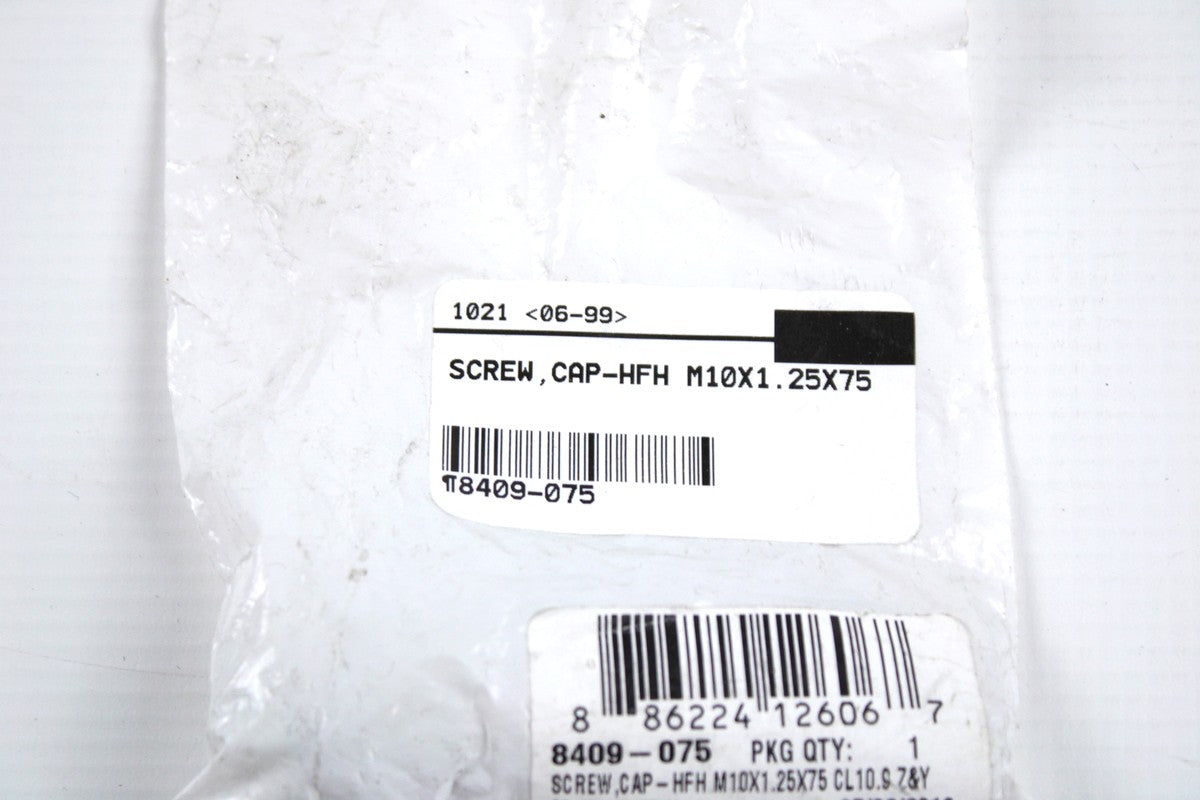 1021 <06-99>
SCREW,CAP-HFH M10X1.25X75
¶8409-075
8 86224 12606 7
8409-075 PKG QTY: 1
SCREW,CAP-HFH M10X1.25X75 CL10.9 Z&Y